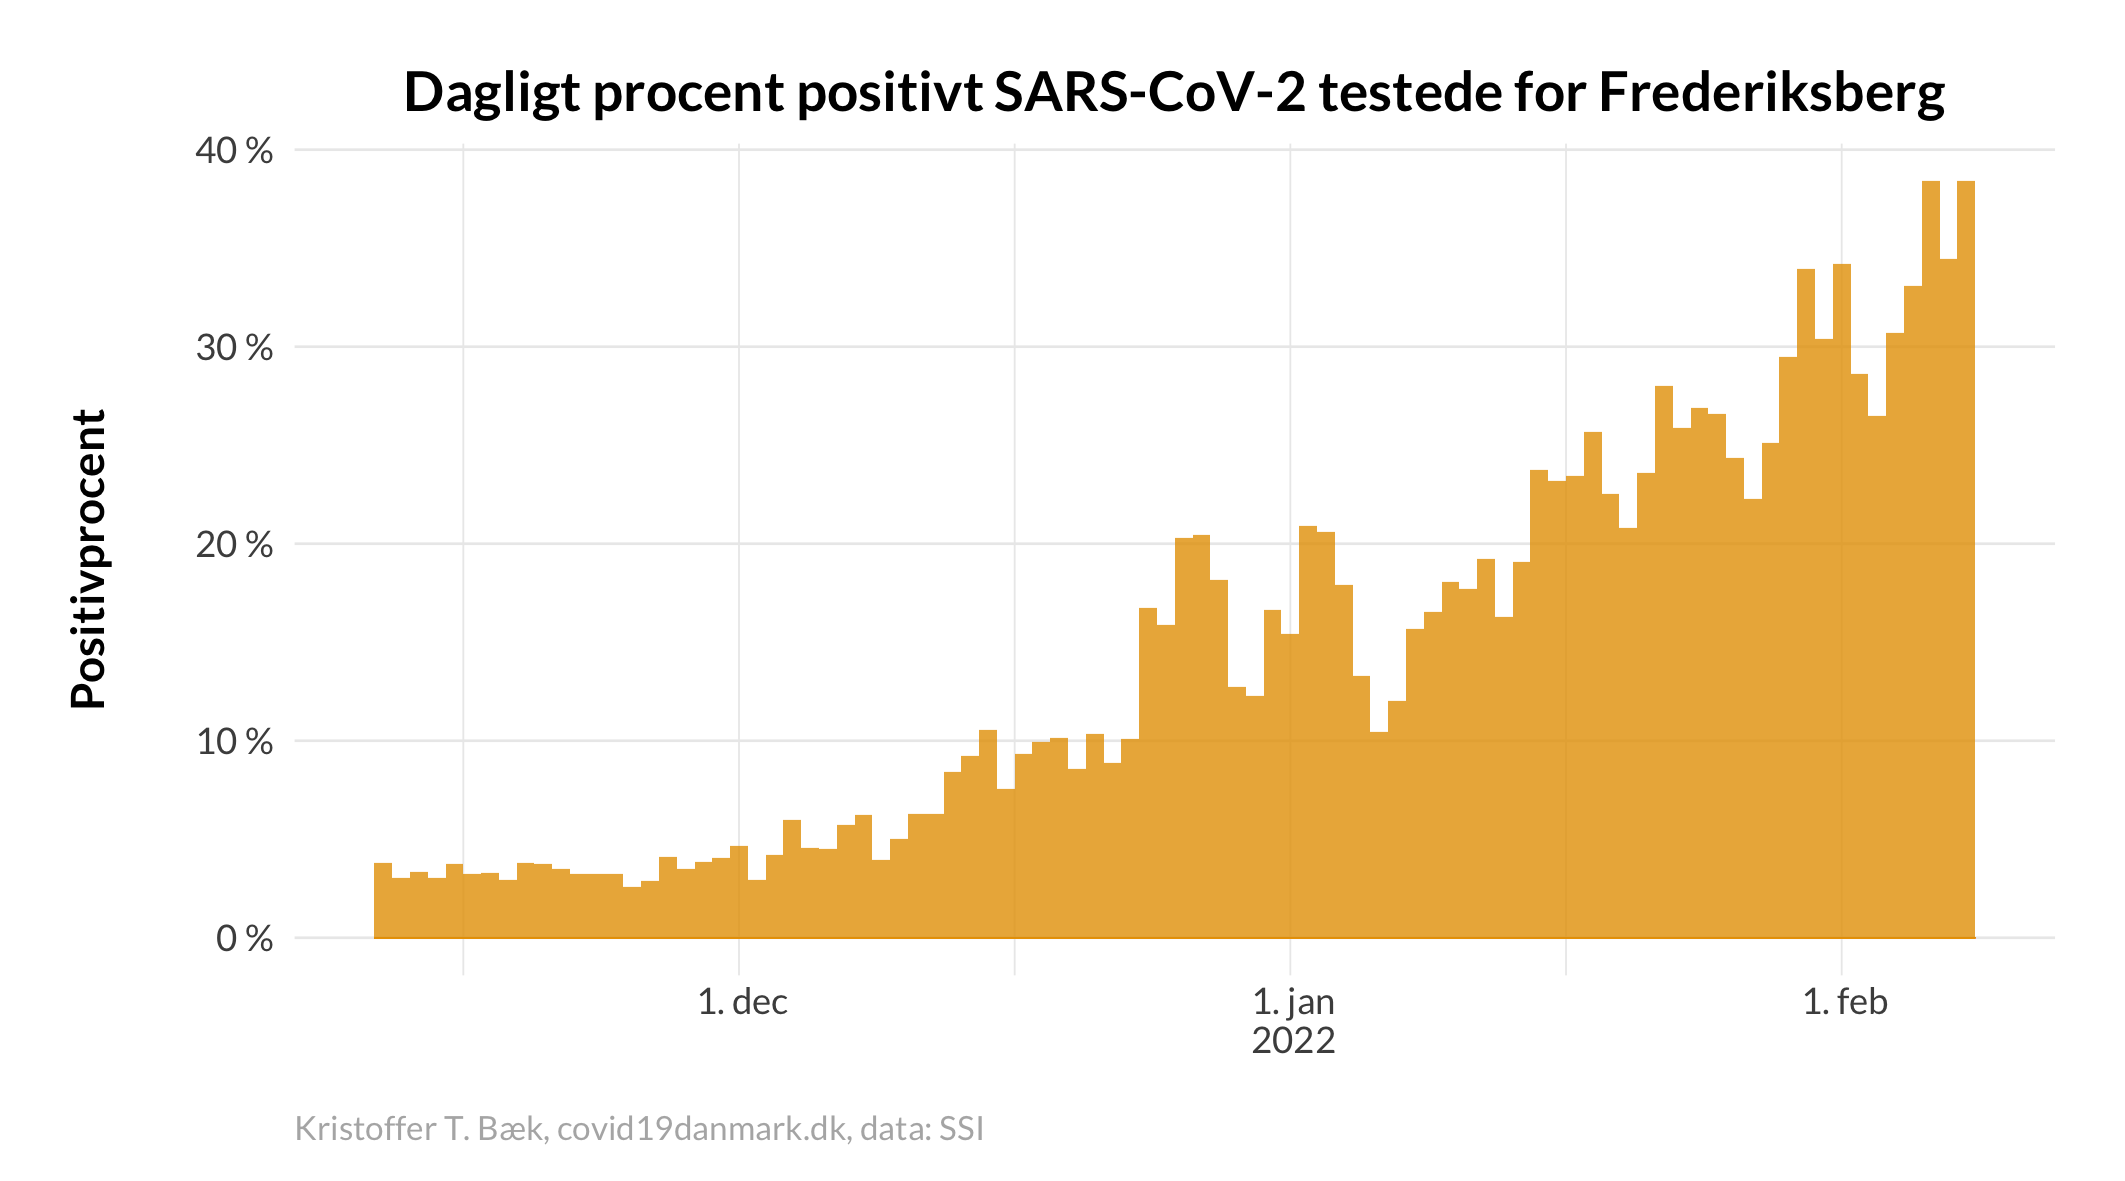 Dagligt procent positivt SARS-CoV-2 testede for Frederiksberg
40 %
30 %
20 %
10 %
0 %
Positivprocent
1. dec
1. jan
2022
1. feb
Kristoffer T. Bæk, covid19danmark.dk, data: SSI